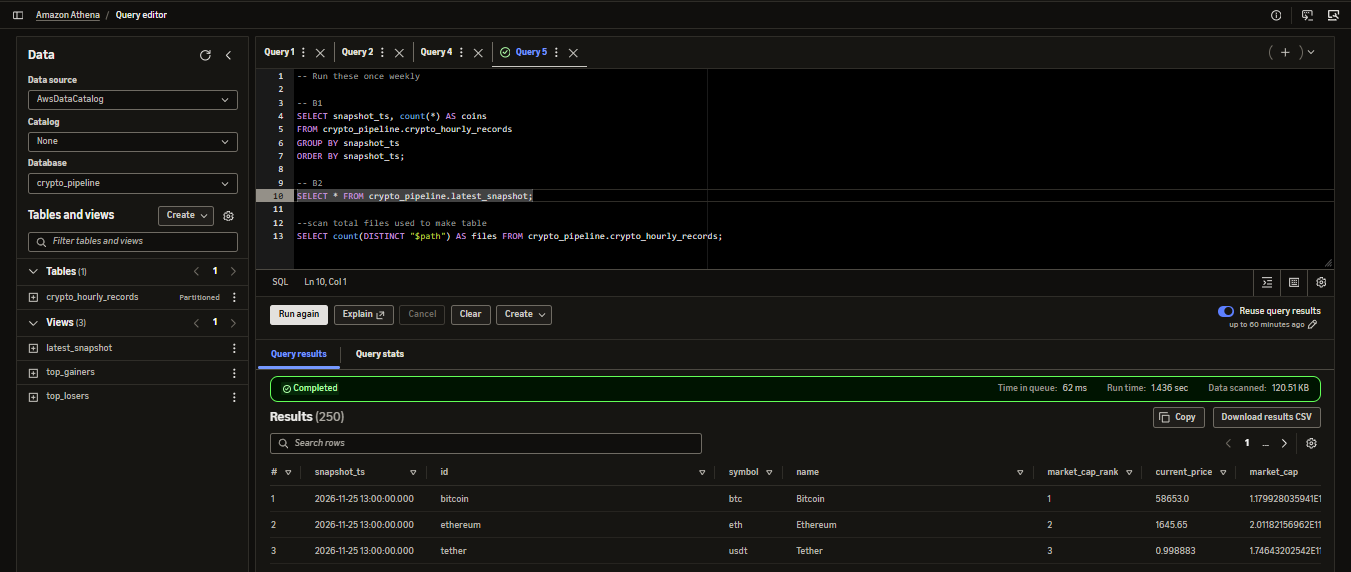 Amazon Athena / Query editor
Data
Data source
AwsDataCatalog
Catalog
None
Database
crypto_pipeline
Tables and views
Create
Filter tables and views
Tables (1)
1
crypto_hourly_records
Partitioned
Views (3)
1
latest_snapshot
top_gainers
top_losers
Query 1
Query 2
Query 4
Query 5
1 -- Run these once weekly
2
3 -- B1
4 SELECT snapshot_ts, count(*) AS coins
5 FROM crypto_pipeline.crypto_hourly_records
6 GROUP BY snapshot_ts
7 ORDER BY snapshot_ts;
8
9 -- B2
10 SELECT * FROM crypto_pipeline.latest_snapshot;
11
12 --scan total files used to make table
13 SELECT count(DISTINCT "$path") AS files FROM crypto_pipeline.crypto_hourly_records;
SQL Ln 10, Col 1
Run again Explain Cancel Clear Create
Reuse query results
up to 60 minutes ago
Query results Query stats
Completed Time in queue: 62 ms Run time: 1.436 sec Data scanned: 120.51 KB
Results (250)
Copy Download results CSV
Search rows
1 ...
# snapshot_ts id symbol name market_cap_rank current_price market_cap
1 2026-11-25 13:00:00.000 bitcoin btc Bitcoin 1 58653.0 1.179928035941E1
2 2026-11-25 13:00:00.000 ethereum eth Ethereum 2 1645.65 2.01182156962E11
3 2026-11-25 13:00:00.000 tether usdt Tether 3 0.998883 1.74643202542E11